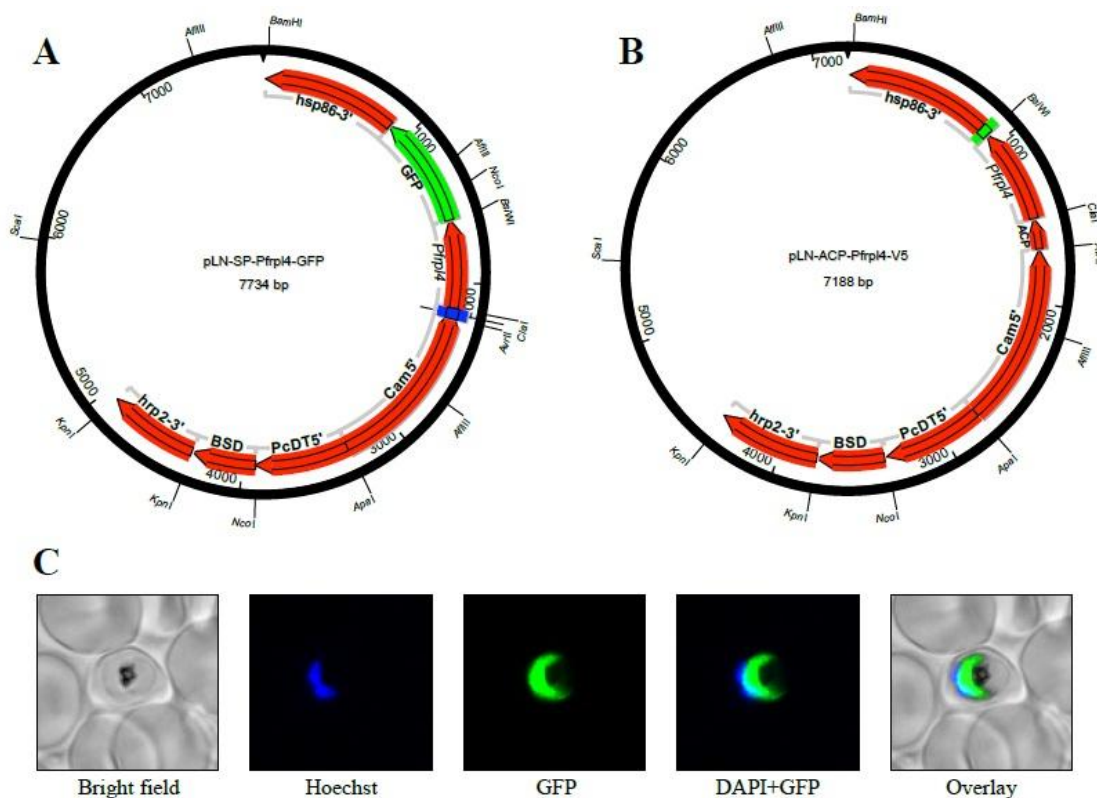 A
AflIII
BamHI
7000
hsp86-3'
1000
AflII
NcoI
BsiWI
GFP
ScaI
6000
pLN-SP-Pfrpl4-GFP
7734 bp
Pfrpl4
ClaI
AvrII
Cam5'
5000
hrp2-3'
BSD
PcDT5'
AflII
3000
KpnI
4000
KpnI
NcoI
ApaI
B
AflIII
BamHI
7000
hsp86-3'
BsiWI
1000
6000
Pfrpl4
ClaI
ACP
ScaI
pLN-ACP-Pfrpl4-V5
7188 bp
5000
Cam5'
2000
AflII
hrp2-3'
BSD
PcDT5'
KpnI
4000
3000
ApaI
KpnI
NcoI
C
Bright field
Hoechst
GFP
DAPI+GFP
Overlay